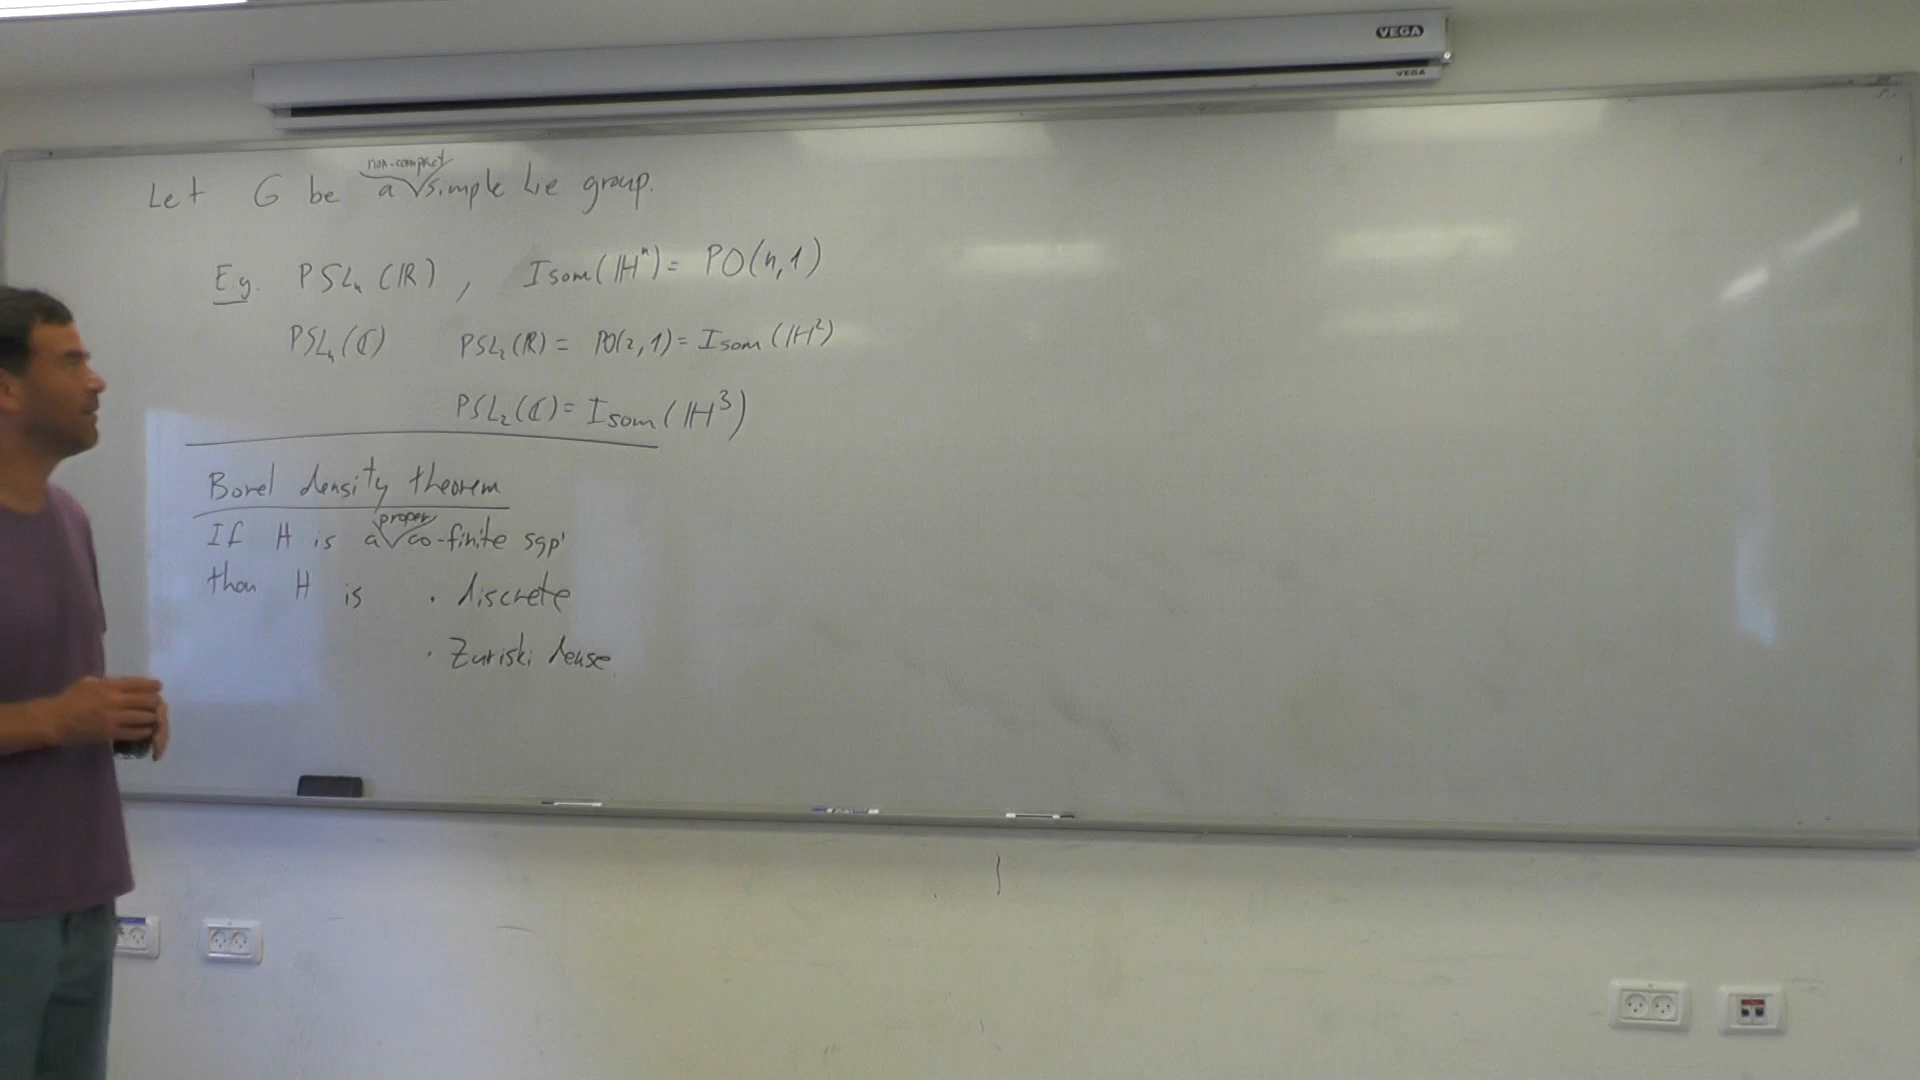 VEGA
VEGA
non-compact
Let G be a simple Lie group.
E.g. PSLₙ(ℝ), Isom(ℍⁿ) = PO(n,1)
PSLₙ(ℂ) PSL₂(ℝ) = PO(2,1) = Isom(ℍ²)
PSL₂(ℂ) = Isom(ℍ³)
Borel density theorem
proper
If H is a co-finite sgp'
than H is · discrete
· Zariski dense